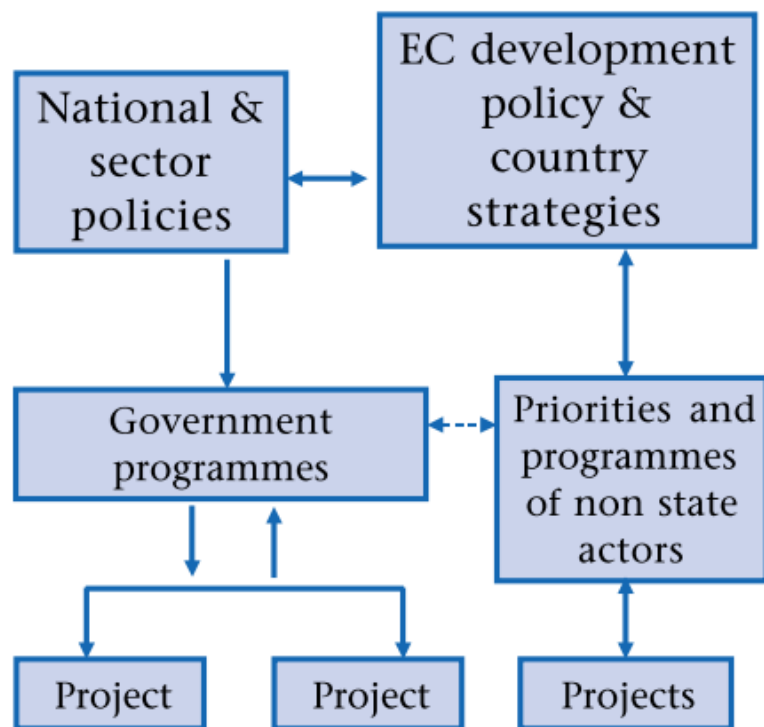 National &
sector
policies
EC development
policy &
country
strategies
Government
programmes
Priorities and
programmes
of non state
actors
Project
Project
Projects